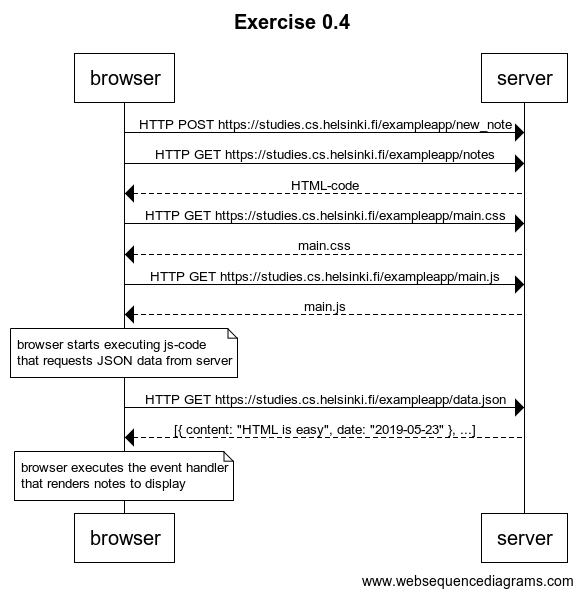 Exercise 0.4
browser
server
HTTP POST https://studies.cs.helsinki.fi/exampleapp/new_note
HTTP GET https://studies.cs.helsinki.fi/exampleapp/notes
HTML-code
HTTP GET https://studies.cs.helsinki.fi/exampleapp/main.css
main.css
HTTP GET https://studies.cs.helsinki.fi/exampleapp/main.js
main.js
browser starts executing js-code
that requests JSON data from server
HTTP GET https://studies.cs.helsinki.fi/exampleapp/data.json
[{ content: "HTML is easy", date: "2019-05-23" }, ...]
browser executes the event handler
that renders notes to display
browser
server
www.websequencediagrams.com